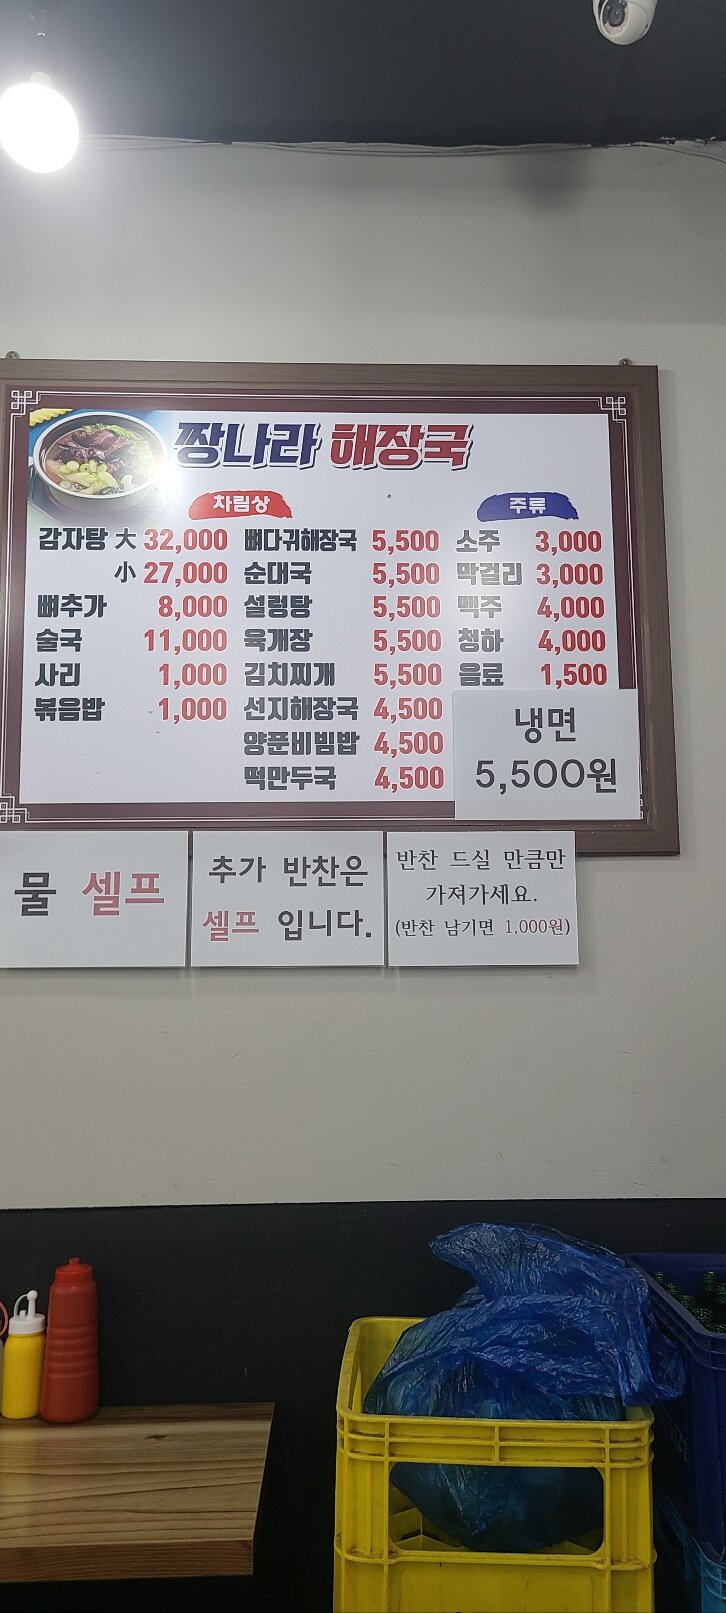 짱나라 해장국
차림상
감자탕 大 32,000
小 27,000
뼈추가 8,000
술국 11,000
사리 1,000
볶음밥 1,000
뼈다귀해장국 5,500
순대국 5,500
설렁탕 5,500
육개장 5,500
김치찌개 5,500
선지해장국 4,500
양푼비빔밥 4,500
떡만두국 4,500
주류
소주 3,000
막걸리 3,000
맥주 4,000
청하 4,000
음료 1,500
냉면
5,500원
물 셀프
추가 반찬은
셀프 입니다.
반찬 드실 만큼만
가져가세요.
(반찬 남기면 1,000원)